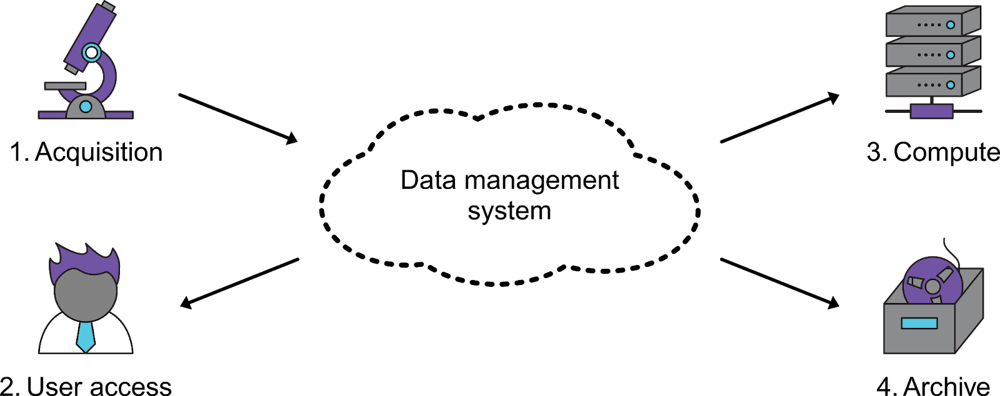 1. Acquisition
2. User access
Data management
system
3. Compute
4. Archive